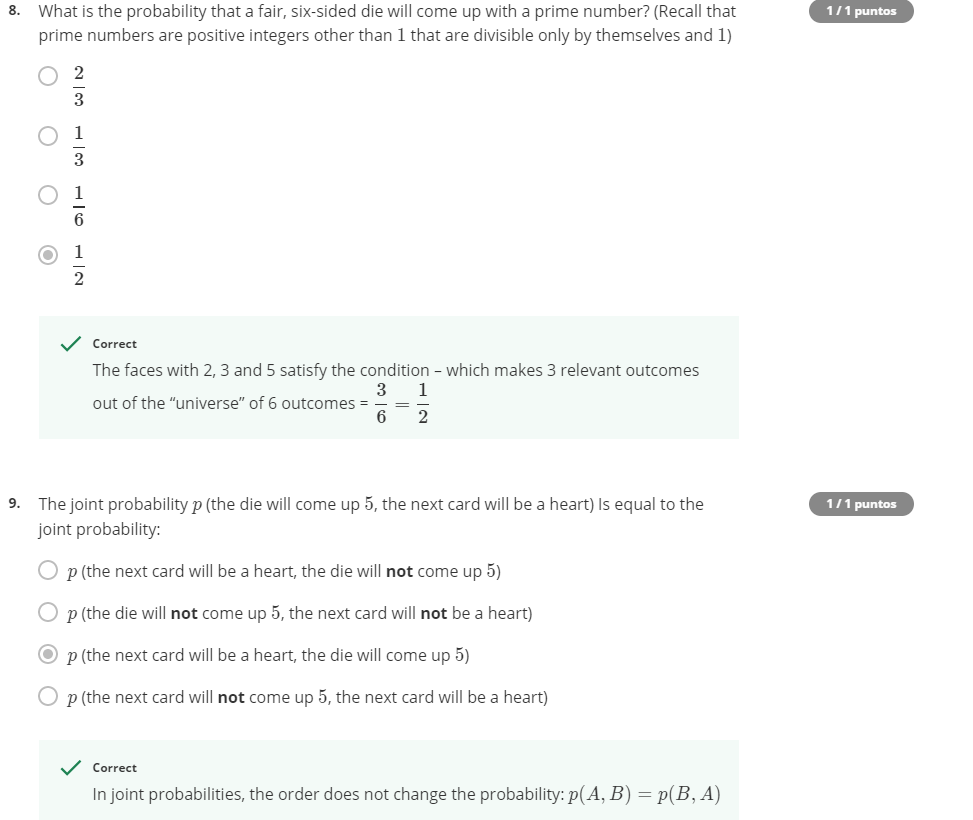 8. What is the probability that a fair, six-sided die will come up with a prime number? (Recall that
1 / 1 puntos
prime numbers are positive integers other than 1 that are divisible only by themselves and 1)
2/3
1/3
1/6
1/2
Correct
The faces with 2, 3 and 5 satisfy the condition – which makes 3 relevant outcomes
out of the “universe” of 6 outcomes = 3/6 = 1/2
9. The joint probability p (the die will come up 5, the next card will be a heart) Is equal to the
1 / 1 puntos
joint probability:
p (the next card will be a heart, the die will not come up 5)
p (the die will not come up 5, the next card will not be a heart)
p (the next card will be a heart, the die will come up 5)
p (the next card will not come up 5, the next card will be a heart)
Correct
In joint probabilities, the order does not change the probability: p(A, B) = p(B, A)